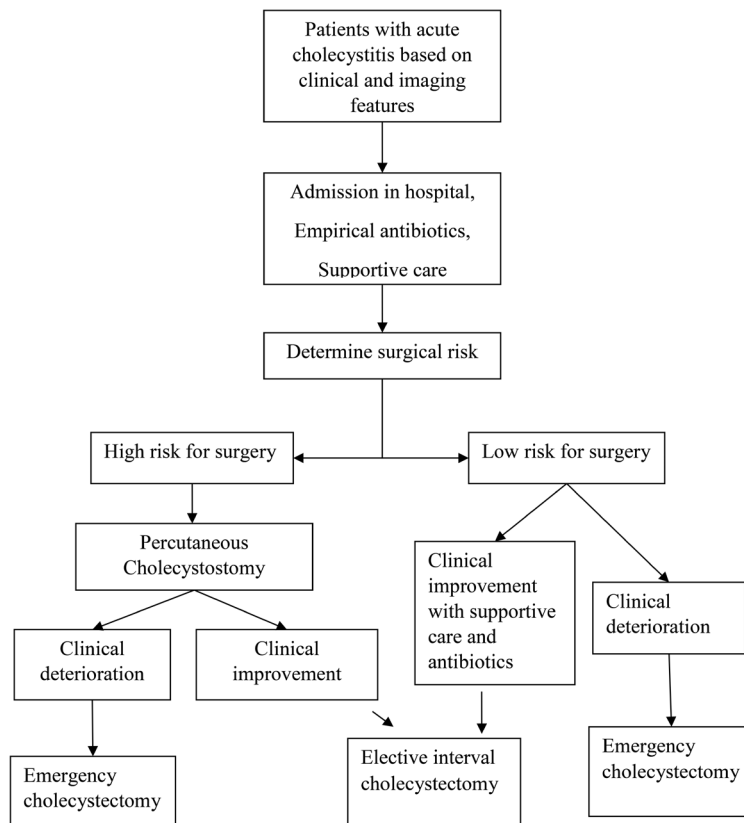 Patients with acute
cholecystitis based on
clinical and imaging
features
Admission in hospital,
Empirical antibiotics,
Supportive care
Determine surgical risk
High risk for surgery
Low risk for surgery
Percutaneous
Cholecystostomy
Clinical
improvement
with supportive
care and
antibiotics
Clinical
deterioration
Clinical
deterioration
Clinical
improvement
Emergency
cholecystectomy
Elective interval
cholecystectomy
Emergency
cholecystectomy